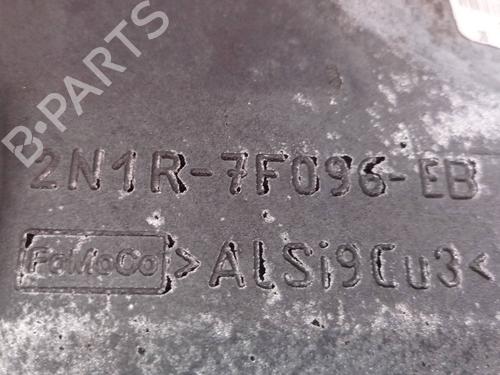 B-PARTS
2N1R-7F096-EB
FoMoCo >ALSi9Cu3<